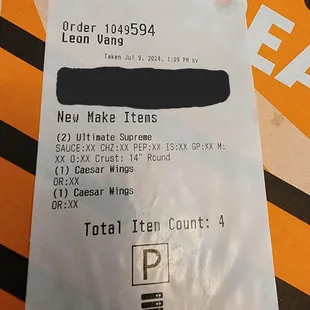 Order 1049594
Leon Vang
Taken Jul 9, 2024, 1:09 PM by
New Make Items
(2) Ultimate Supreme
SAUCE:XX CHZ:XX PEP:XX IS:XX GP:XX M:
XX O:XX Crust: 14" Round
(1) Caesar Wings
OR:XX
(1) Caesar Wings
OR:XX
Total Item Count: 4
P
EA